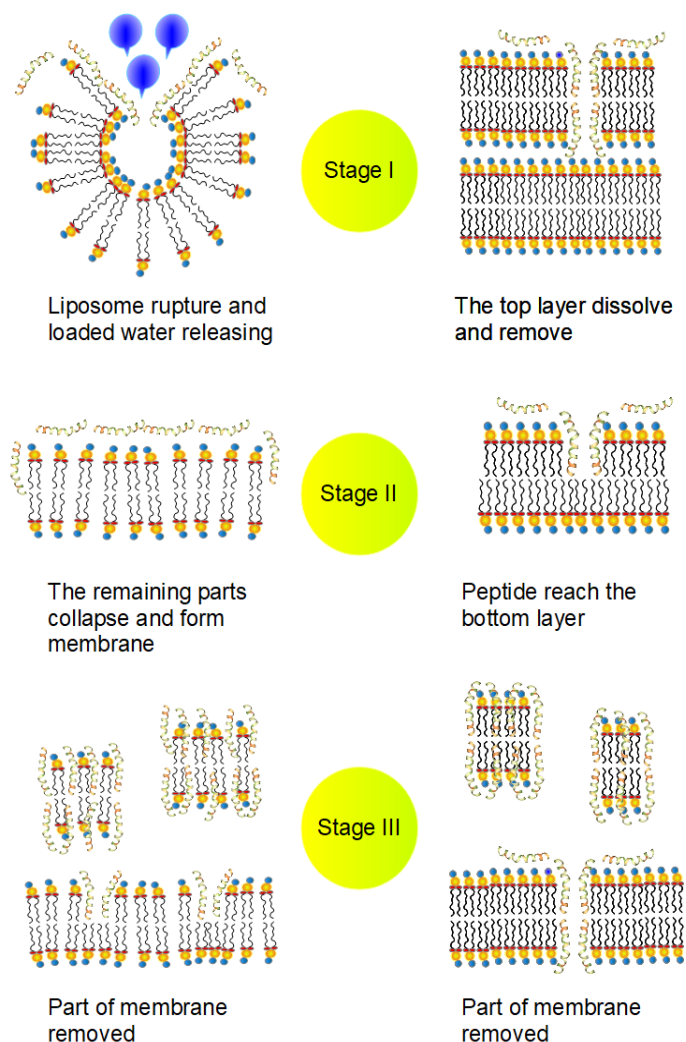 Stage I
Liposome rupture and
loaded water releasing
The top layer dissolve
and remove
Stage II
The remaining parts
collapse and form
membrane
Peptide reach the
bottom layer
Stage III
Part of membrane
removed
Part of membrane
removed